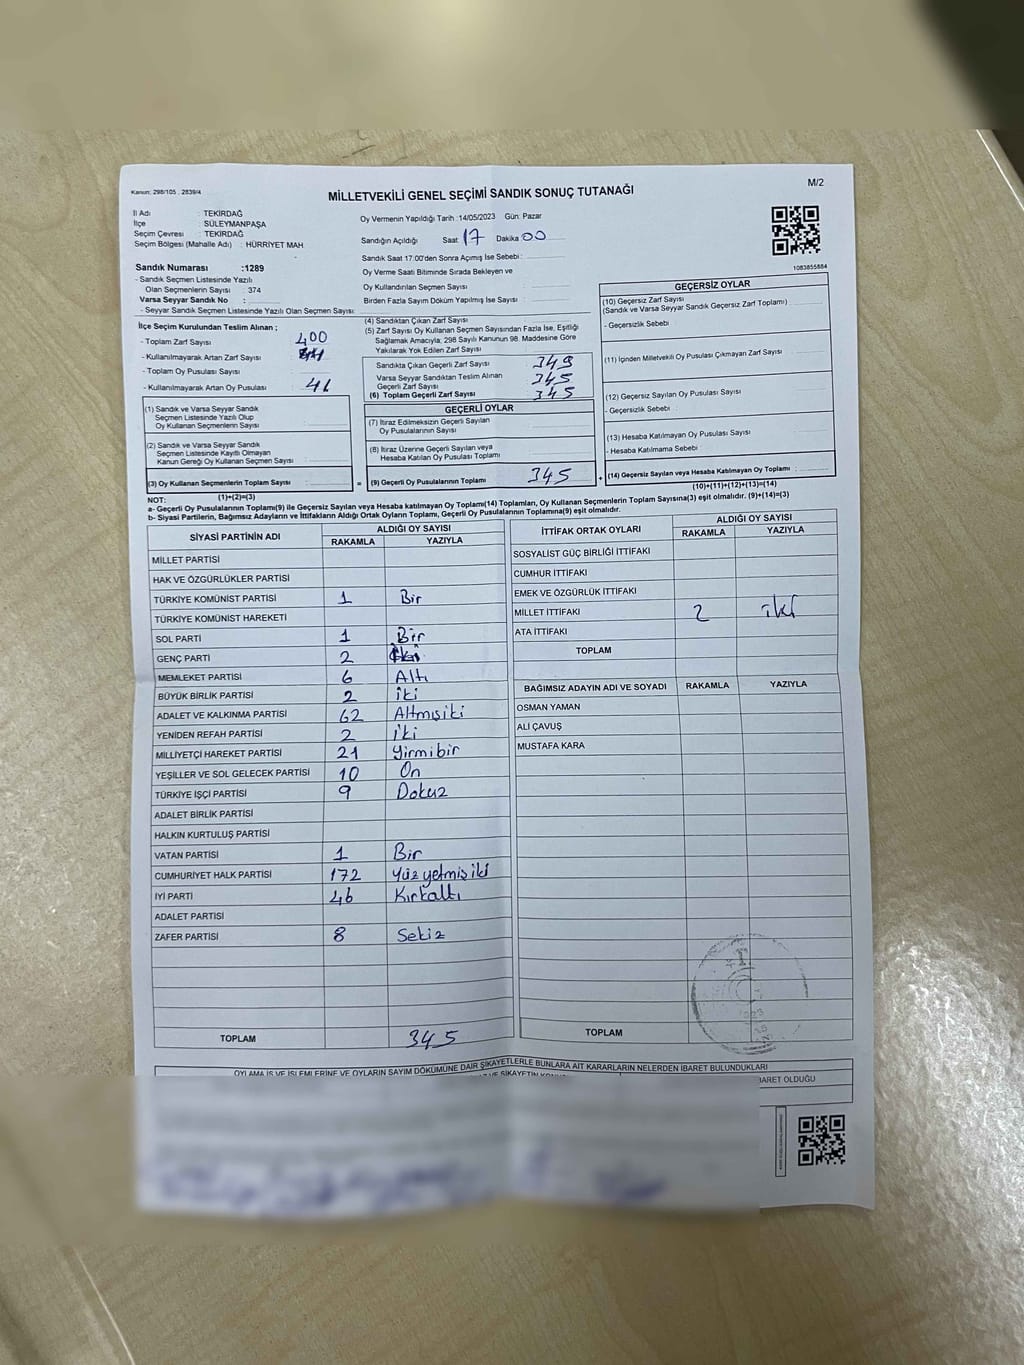 Kanun; 298/105 , 2839/4
MİLLETVEKİLİ GENEL SEÇİMİ SANDIK SONUÇ TUTANAĞI
M/2
İl Adı : TEKİRDAĞ
İlçe : SÜLEYMANPAŞA
Seçim Çevresi : TEKİRDAĞ
Seçim Bölgesi (Mahalle Adı) : HÜRRİYET MAH
Sandık Numarası :1289
- Sandık Seçmen Listesinde Yazılı
Olan Seçmenlerin Sayısı : 374
Varsa Seyyar Sandık No :
- Seyyar Sandık Seçmen Listesinde Yazılı Olan Seçmen Sayısı:
Oy Vermenin Yapıldığı Tarih :14/05/2023 Gün: Pazar
Sandığın Açıldığı Saat: 17 Dakika: 00
Sandık Saat 17:00'den Sonra Açımış İse Sebebi :
Oy Verme Saati Bitiminde Sırada Bekleyen ve
Oy Kullandırılan Seçmen Sayısı :
Birden Fazla Sayım Döküm Yapılmış İse Sayısı :
1083855884
İlçe Seçim Kurulundan Teslim Alınan ;
- Toplam Zarf Sayısı : 400
- Kullanılmayarak Artan Zarf Sayısı :
- Toplam Oy Pusulası Sayısı :
- Kullanılmayarak Artan Oy Pusulası : 41
(1) Sandık ve Varsa Seyyar Sandık
Seçmen Listesinde Yazılı Olup
Oy Kullanan Seçmenlerin Sayısı :
(2) Sandık ve Varsa Seyyar Sandık
Seçmen Listesinde Kayıtlı Olmayan
Kanun Gereği Oy Kullanan Seçmen Sayısı :
(3) Oy Kullanan Seçmenlerin Toplam Sayısı :
(1)+(2)=(3)
(4) Sandıktan Çıkan Zarf Sayısı :
(5) Zarf Sayısı Oy Kullanan Seçmen Sayısından Fazla İse, Eşitliği
Sağlamak Amacıyla, 298 Sayılı Kanunun 98. Maddesine Göre
Yakılarak Yok Edilen Zarf Sayısı :
Sandıkta Çıkan Geçerli Zarf Sayısı : 349
Varsa Seyyar Sandıktan Teslim Alınan
Geçerli Zarf Sayısı : 345
(6) Toplam Geçerli Zarf Sayısı : 345
GEÇERLİ OYLAR
(7) İtiraz Edilmeksizin Geçerli Sayılan
Oy Pusulalarının Sayısı :
(8) İtiraz Üzerine Geçerli Sayılan veya
Hesaba Katılan Oy Pusulası Toplamı :
= (9) Geçerli Oy Pusulalarının Toplamı : 345 +
GEÇERSİZ OYLAR
(10) Geçersiz Zarf Sayısı :
(Sandık ve Varsa Seyyar Sandık Geçersiz Zarf Toplamı)
- Geçersizlik Sebebi :
(11) İçinden Milletvekili Oy Pusulası Çıkmayan Zarf Sayısı :
(12) Geçersiz Sayılan Oy Pusulası Sayısı :
- Geçersizlik Sebebi :
(13) Hesaba Katılmayan Oy Pusulası Sayısı :
- Hesaba Katılmama Sebebi :
(14) Geçersiz Sayılan veya Hesaba Katılmayan Oy Toplamı :
(10)+(11)+(12)+(13)=(14)
NOT:
a- Geçerli Oy Pusulalarının Toplamı(9) ile Geçersiz Sayılan veya Hesaba katılmayan Oy Toplamı(14) Toplamları, Oy Kullanan Seçmenlerin Toplam Sayısına(3) eşit olmalıdır. (9)+(14)=(3)
b- Siyasi Partilerin, Bağımsız Adayların ve İttifakların Aldığı Ortak Oyların Toplamı, Geçerli Oy Pusulalarının Toplamına(9) eşit olmalıdır.
SİYASİ PARTİNİN ADI ALDIĞI OY SAYISI
RAKAMLA YAZIYLA
MİLLET PARTİSİ
HAK VE ÖZGÜRLÜKLER PARTİSİ
TÜRKİYE KOMÜNİST PARTİSİ 1 Bir
TÜRKİYE KOMÜNİST HAREKETİ
SOL PARTİ 1 Bir
GENÇ PARTİ 2 iki
MEMLEKET PARTİSİ 6 Altı
BÜYÜK BİRLİK PARTİSİ 2 iki
ADALET VE KALKINMA PARTİSİ 62 Altmışiki
YENİDEN REFAH PARTİSİ 2 iki
MİLLİYETÇİ HAREKET PARTİSİ 21 Yirmibir
YEŞİLLER VE SOL GELECEK PARTİSİ 10 On
TÜRKİYE İŞÇİ PARTİSİ 9 Dokuz
ADALET BİRLİK PARTİSİ
HALKIN KURTULUŞ PARTİSİ
VATAN PARTİSİ 1 Bir
CUMHURİYET HALK PARTİSİ 172 Yüzyetmişiki
İYİ PARTİ 46 Kırkaltı
ADALET PARTİSİ
ZAFER PARTİSİ 8 Sekiz
TOPLAM 345
İTTİFAK ORTAK OYLARI ALDIĞI OY SAYISI
RAKAMLA YAZIYLA
SOSYALİST GÜÇ BİRLİĞİ İTTİFAKI
CUMHUR İTTİFAKI
EMEK VE ÖZGÜRLÜK İTTİFAKI
MİLLET İTTİFAKI 2 iki
ATA İTTİFAKI
TOPLAM
BAĞIMSIZ ADAYIN ADI VE SOYADI RAKAMLA YAZIYLA
OSMAN YAMAN
ALİ ÇAVUŞ
MUSTAFA KARA
TOPLAM
OYLAMA İŞ VE İŞLEMLERİNE VE OYLARIN SAYIM DÖKÜMÜNE DAİR ŞİKAYETLERLE BUNLARA AİT KARARLARIN NELERDEN İBARET BULUNDUKLARI
İBARET OLDUĞU